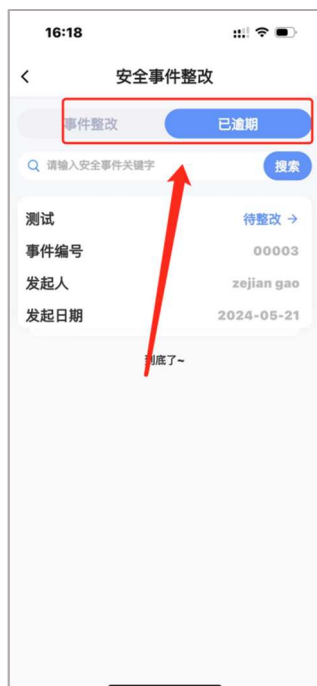 16:18
安全事件整改
事件整改 已逾期
请输入安全事件关键字 搜索
测试 待整改 →
事件编号 00003
发起人 zejian gao
发起日期 2024-05-21
到底了~